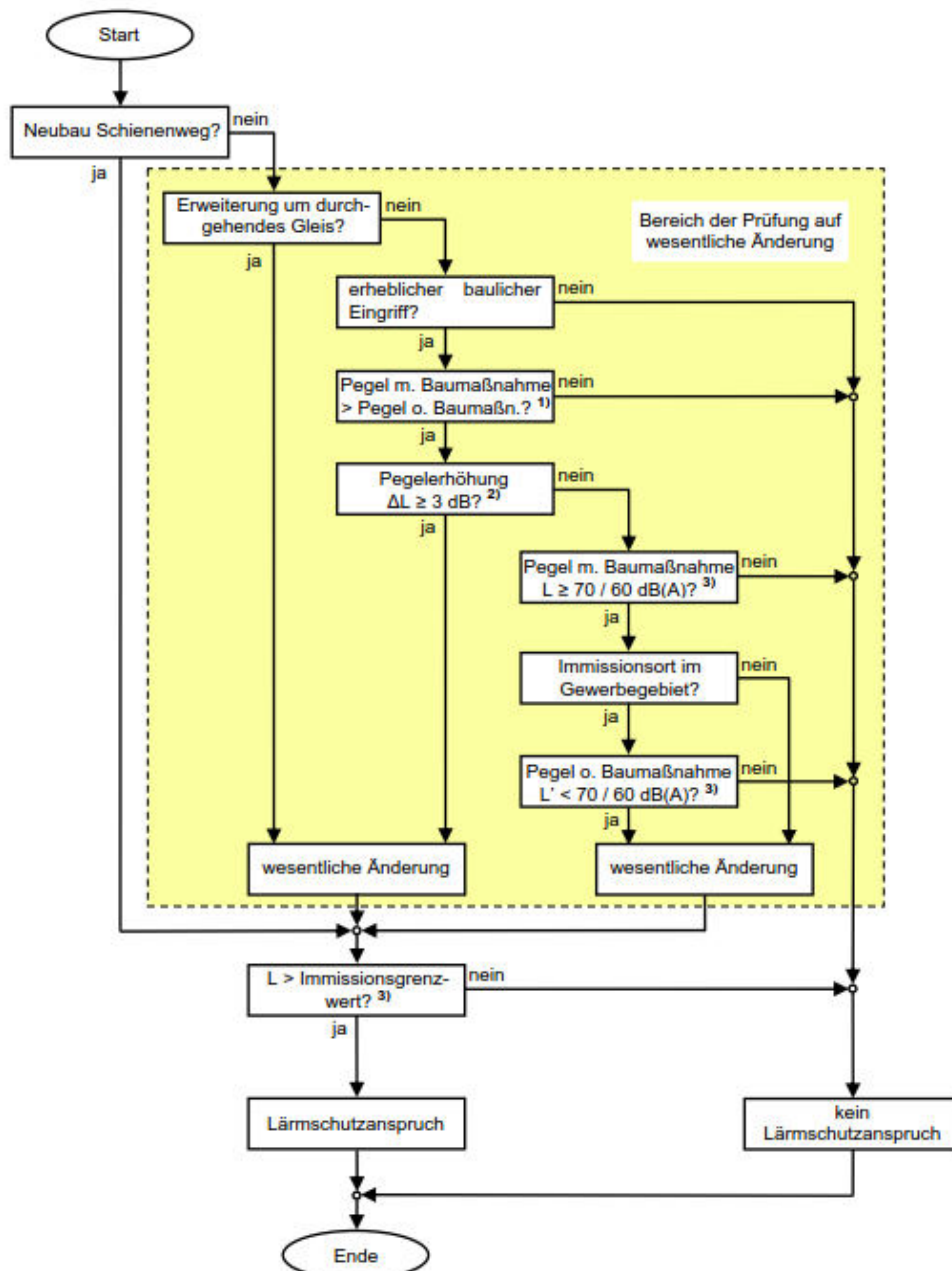 Start
Neubau Schienenweg?
nein
ja
Erweiterung um durch-
gehendes Gleis?
nein
ja
Bereich der Prüfung auf
wesentliche Änderung
erheblicher baulicher
Eingriff?
nein
ja
Pegel m. Baumaßnahme
> Pegel o. Baumaßn.? 1)
nein
ja
Pegelerhöhung
ΔL ≥ 3 dB? 2)
nein
ja
Pegel m. Baumaßnahme
L ≥ 70 / 60 dB(A)? 3)
nein
ja
Immissionsort im
Gewerbegebiet?
nein
ja
Pegel o. Baumaßnahme
L' < 70 / 60 dB(A)? 3)
nein
ja
wesentliche Änderung
wesentliche Änderung
L > Immissionsgrenz-
wert? 3)
nein
ja
Lärmschutzanspruch
kein
Lärmschutzanspruch
Ende